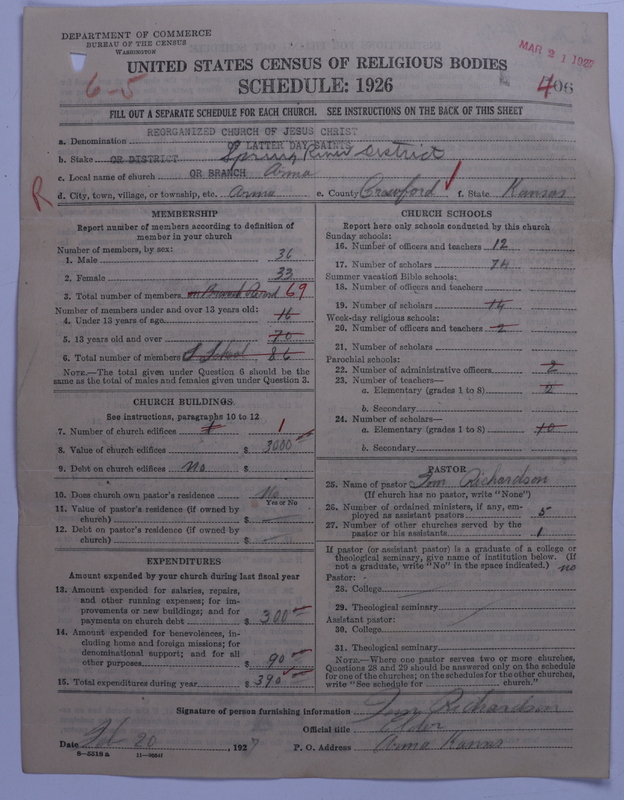 DEPARTMENT OF COMMERCE
BUREAU OF THE CENSUS
WASHINGTON
MAR 21 1927
UNITED STATES CENSUS OF RELIGIOUS BODIES
6-5
SCHEDULE: 1926
406
FILL OUT A SEPARATE SCHEDULE FOR EACH CHURCH. SEE INSTRUCTIONS ON THE BACK OF THIS SHEET
REORGANIZED CHURCH OF JESUS CHRIST
a. Denomination LATTER DAY SAINTS
b. Stake OR DISTRICT Spring River District
c. Local name of church OR BRANCH Arma
R
d. City, town, village, or township, etc. Arma e. County Crawford f. State Kansas
MEMBERSHIP
Report number of members according to definition of
member in your church
Number of members, by sex:
1. Male 36
2. Female 33
3. Total number of members on Branch Record 69
Number of members under and over 13 years old:
4. Under 13 years of age 16
5. 13 years old and over 70
6. Total number of members S School 86
NOTE.—The total given under Question 6 should be the
same as the total of males and females given under Question 3.
CHURCH BUILDINGS
See instructions, paragraphs 10 to 12
7. Number of church edifices 1 1
8. Value of church edifices $ 3000
9. Debt on church edifices No $
10. Does church own pastor's residence No
Yes or No
11. Value of pastor's residence (if owned by
church) $
12. Debt on pastor's residence (if owned by
church) $
EXPENDITURES
Amount expended by your church during last fiscal year
13. Amount expended for salaries, repairs,
and other running expenses; for im-
provements or new buildings; and for
payments on church debt $ 300
14. Amount expended for benevolences, in-
cluding home and foreign missions; for
denominational support; and for all
other purposes $ 90
15. Total expenditures during year $ 390
CHURCH SCHOOLS
Report here only schools conducted by this church
Sunday schools:
16. Number of officers and teachers 12
17. Number of scholars 74
Summer vacation Bible schools:
18. Number of officers and teachers
19. Number of scholars 14
Week-day religious schools:
20. Number of officers and teachers 2
21. Number of scholars
Parochial schools:
22. Number of administrative officers 2
23. Number of teachers—
a. Elementary (grades 1 to 8)
b. Secondary
24. Number of scholars—
a. Elementary (grades 1 to 8) 10
b. Secondary
PASTOR
25. Name of pastor Tom Richardson
(If church has no pastor, write "None")
26. Number of ordained ministers, if any, em-
ployed as assistant pastors 5
27. Number of other churches served by the
pastor or his assistants 1
If pastor (or assistant pastor) is a graduate of a college or
theological seminary, give name of institution below. (If
not a graduate, write "No" in the space indicated.) no
Pastor:
28. College
29. Theological seminary
Assistant pastor:
30. College
31. Theological seminary
NOTE.—Where one pastor serves two or more churches,
Questions 28 and 29 should be answered only on the schedule
for one of the churches; on the schedules for the other churches,
write "See schedule for church."
Signature of person furnishing information Tom Richardson
Official title Elder
Date Feb 20, 1927 P. O. Address Arma Kansas
8-5318a